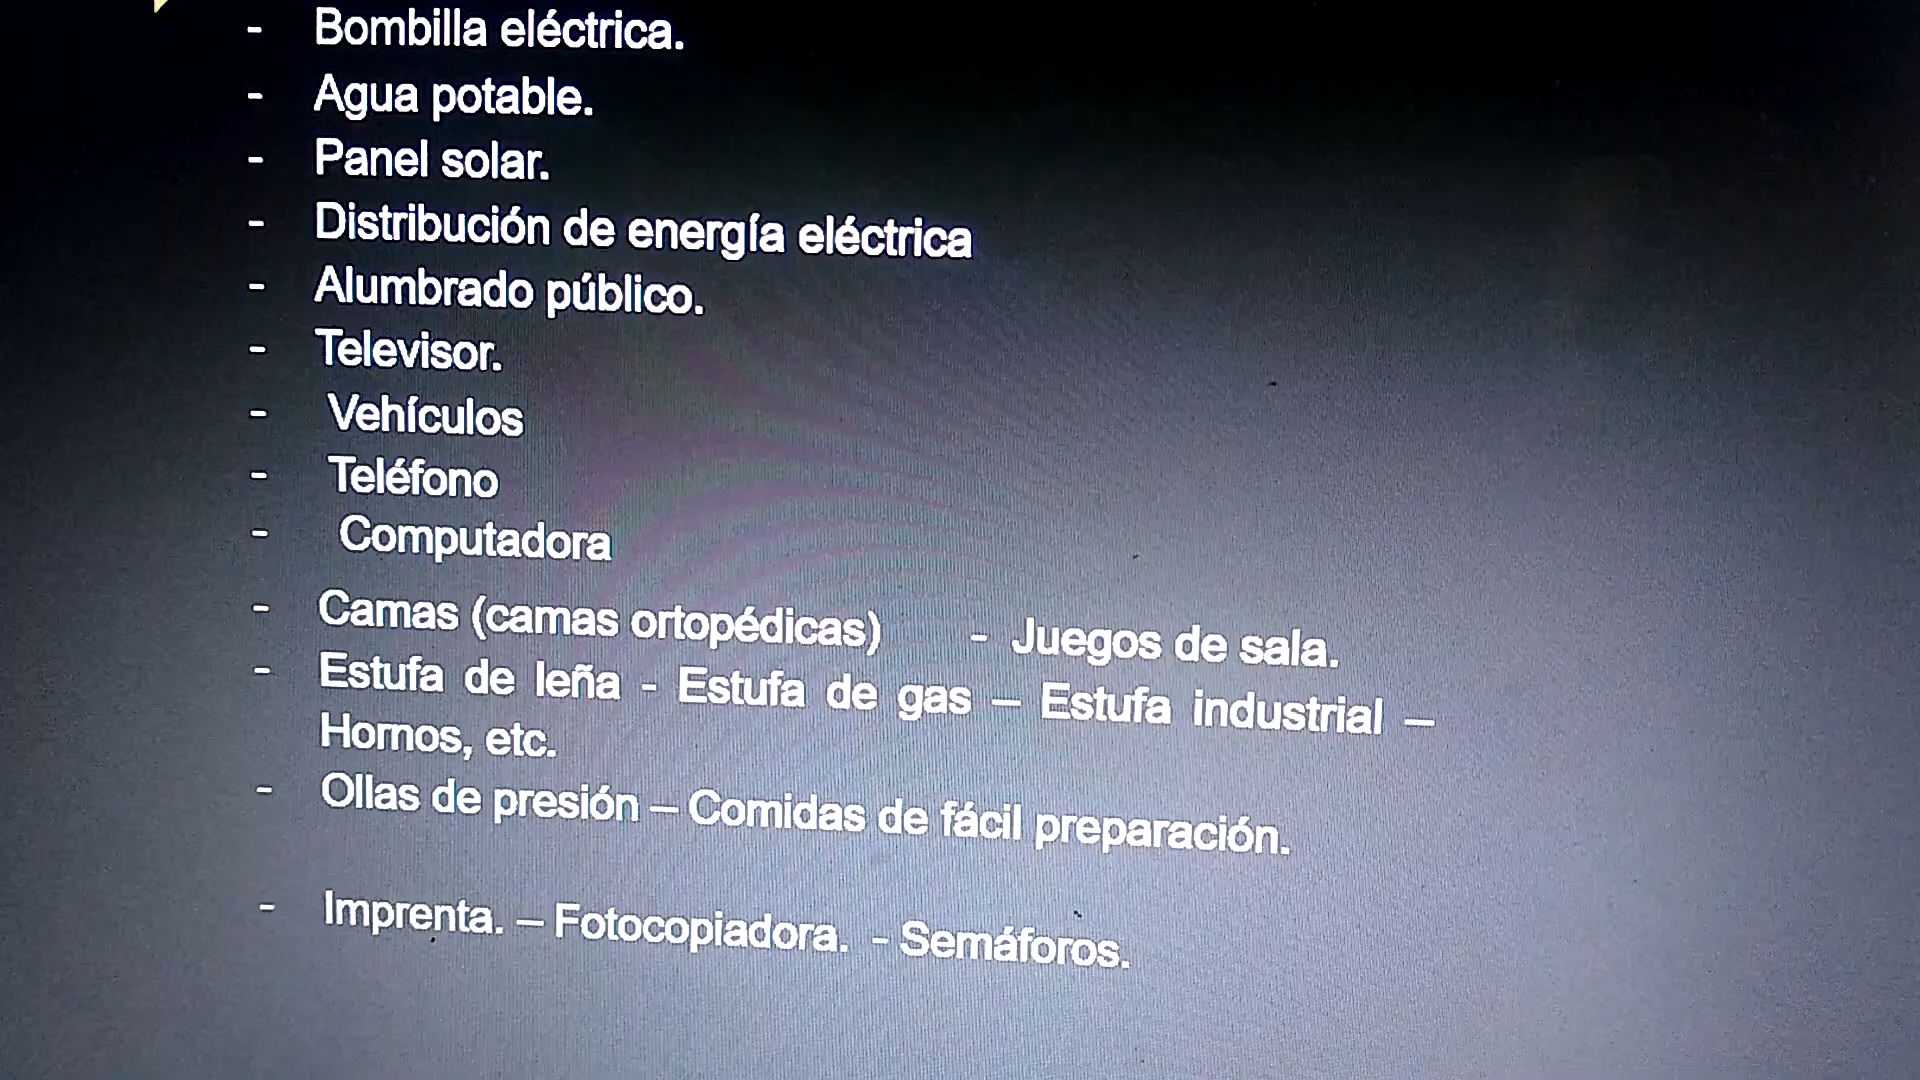 - Bombilla eléctrica.
- Agua potable.
- Panel solar.
- Distribución de energía eléctrica
- Alumbrado público.
- Televisor.
- Vehículos
- Teléfono
- Computadora
- Camas (camas ortopédicas) - Juegos de sala.
- Estufa de leña - Estufa de gas – Estufa industrial –
Hornos, etc.
- Ollas de presión – Comidas de fácil preparación.
- Imprenta. – Fotocopiadora. - Semáforos.